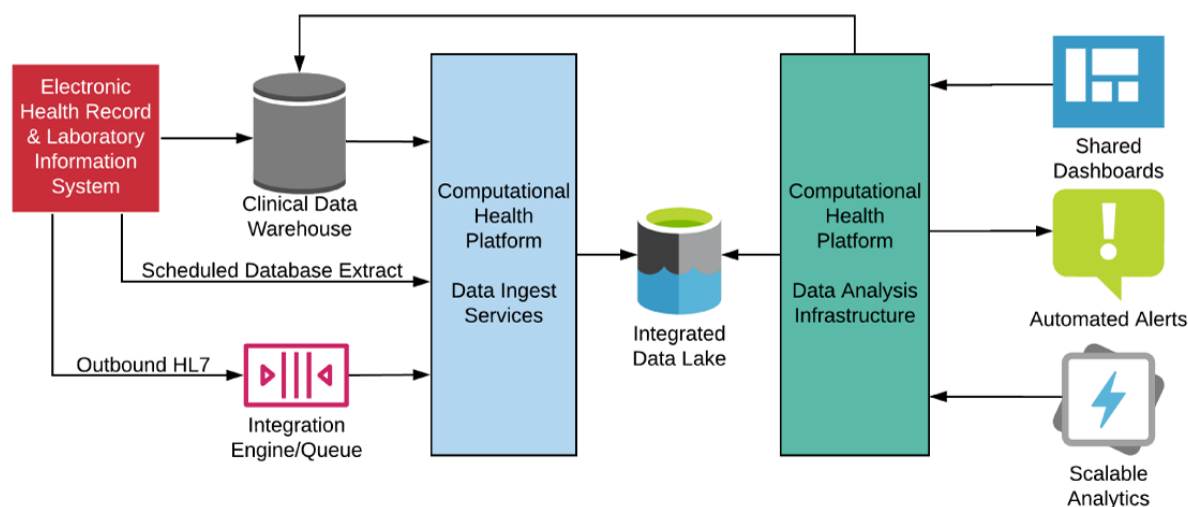 Electronic
Health Record
& Laboratory
Information
System
Clinical Data
Warehouse
Scheduled Database Extract
Outbound HL7
Integration
Engine/Queue
Computational
Health
Platform
Data Ingest
Services
Integrated
Data Lake
Computational
Health
Platform
Data Analysis
Infrastructure
Shared
Dashboards
Automated Alerts
Scalable
Analytics